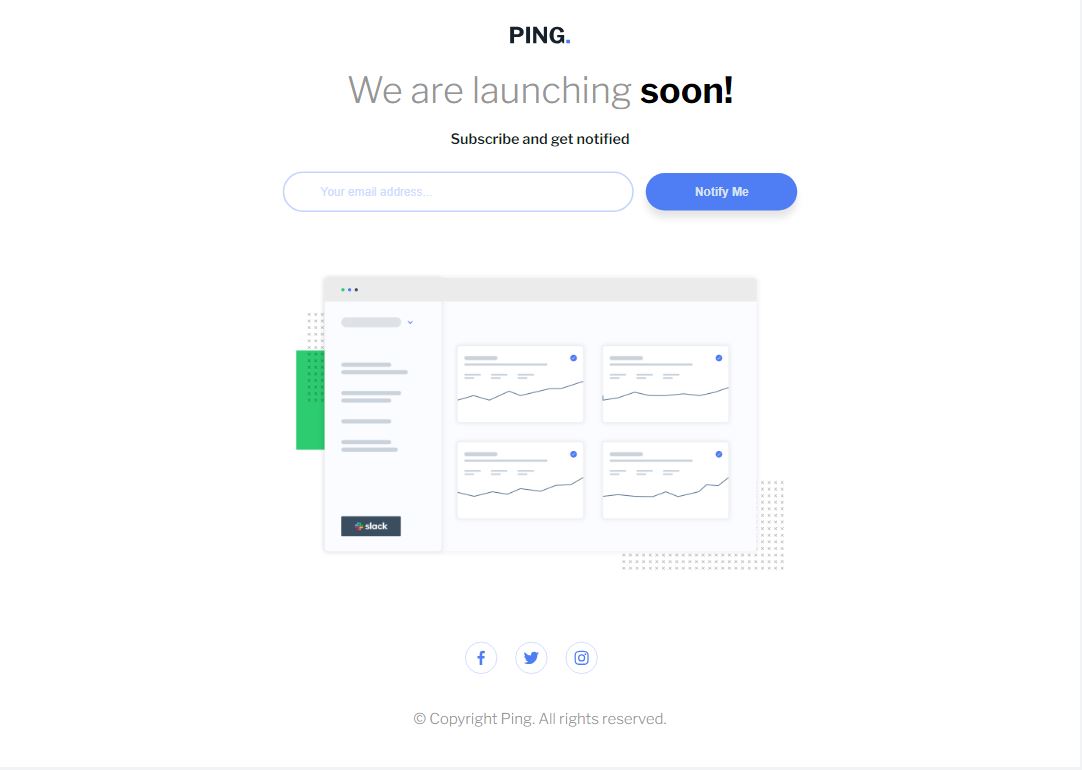 PING.
We are launching soon!
Subscribe and get notified
Your email address...
Notify Me
slack
© Copyright Ping. All rights reserved.